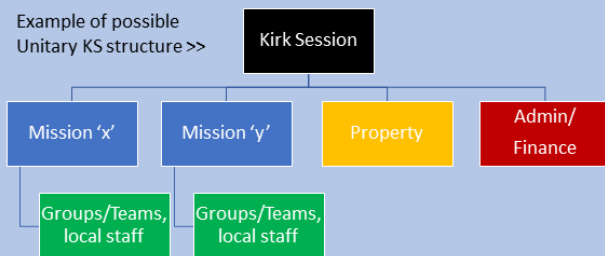 Example of possible
Unitary KS structure >>
Kirk Session
Mission ‘x’
Mission ‘y’
Property
Admin/
Finance
Groups/Teams,
local staff
Groups/Teams,
local staff